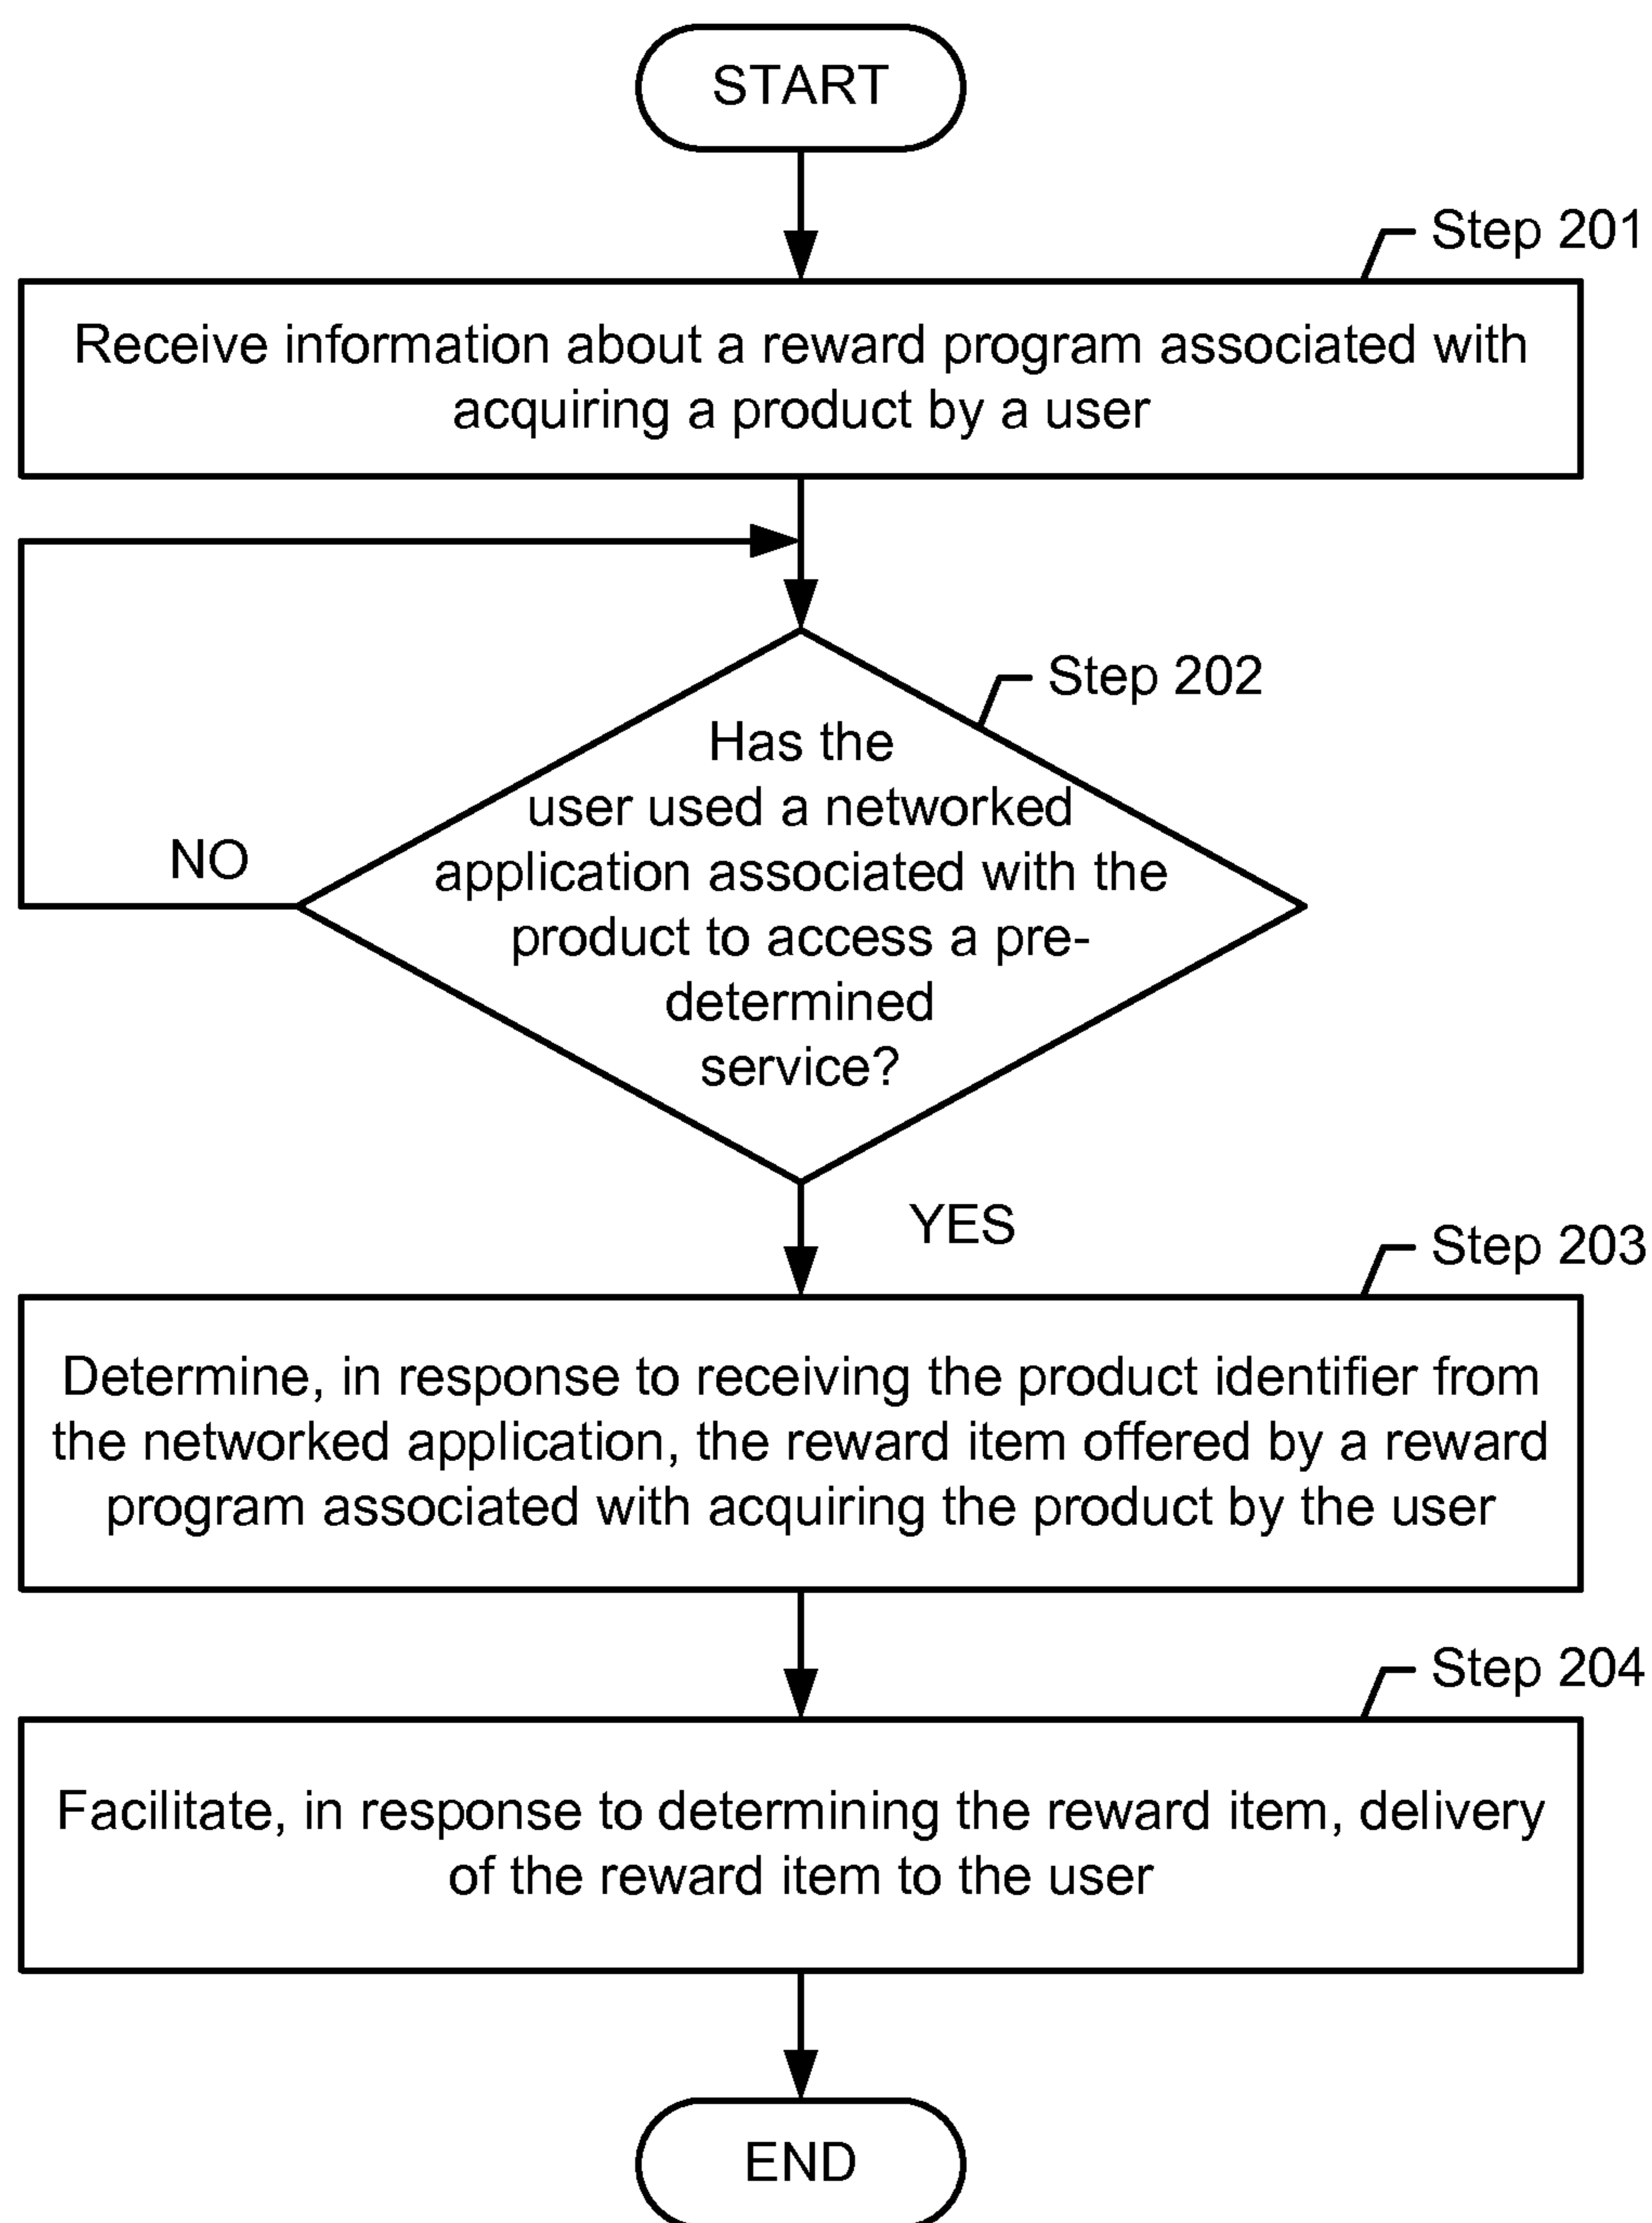 START
Step 201
Receive information about a reward program associated with
acquiring a product by a user
Step 202
Has the
user used a networked
application associated with the
product to access a pre-
determined
service?
NO
YES
Step 203
Determine, in response to receiving the product identifier from
the networked application, the reward item offered by a reward
program associated with acquiring the product by the user
Step 204
Facilitate, in response to determining the reward item, delivery
of the reward item to the user
END